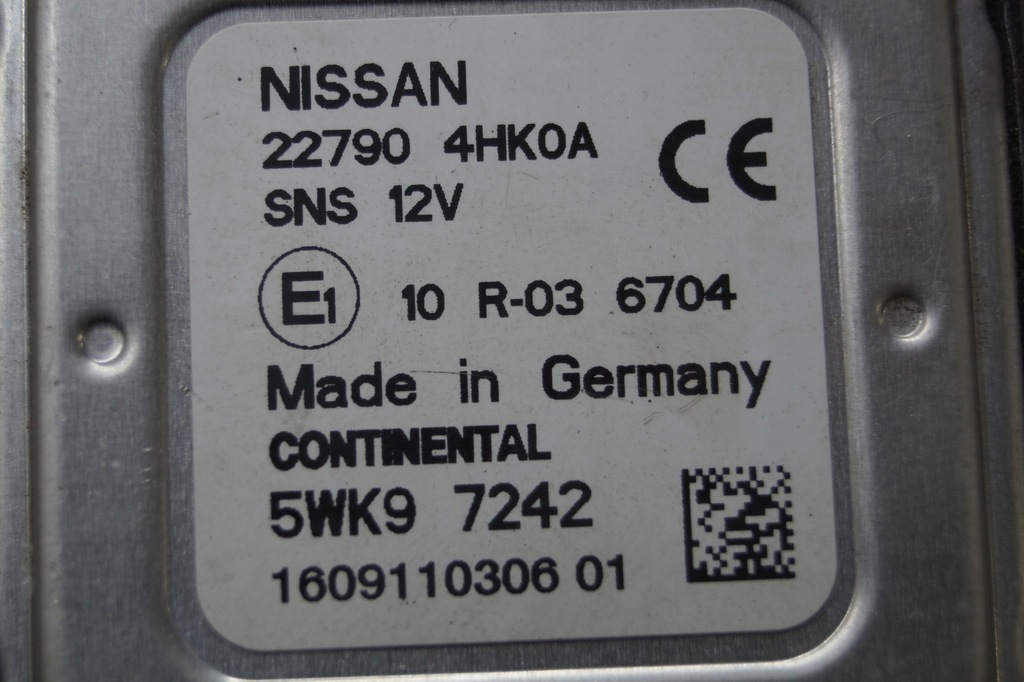 NISSAN
22790 4HK0A
CE
SNS 12V
E1 10 R-03 6704
Made in Germany
CONTINENTAL
5WK9 7242
1609110306 01